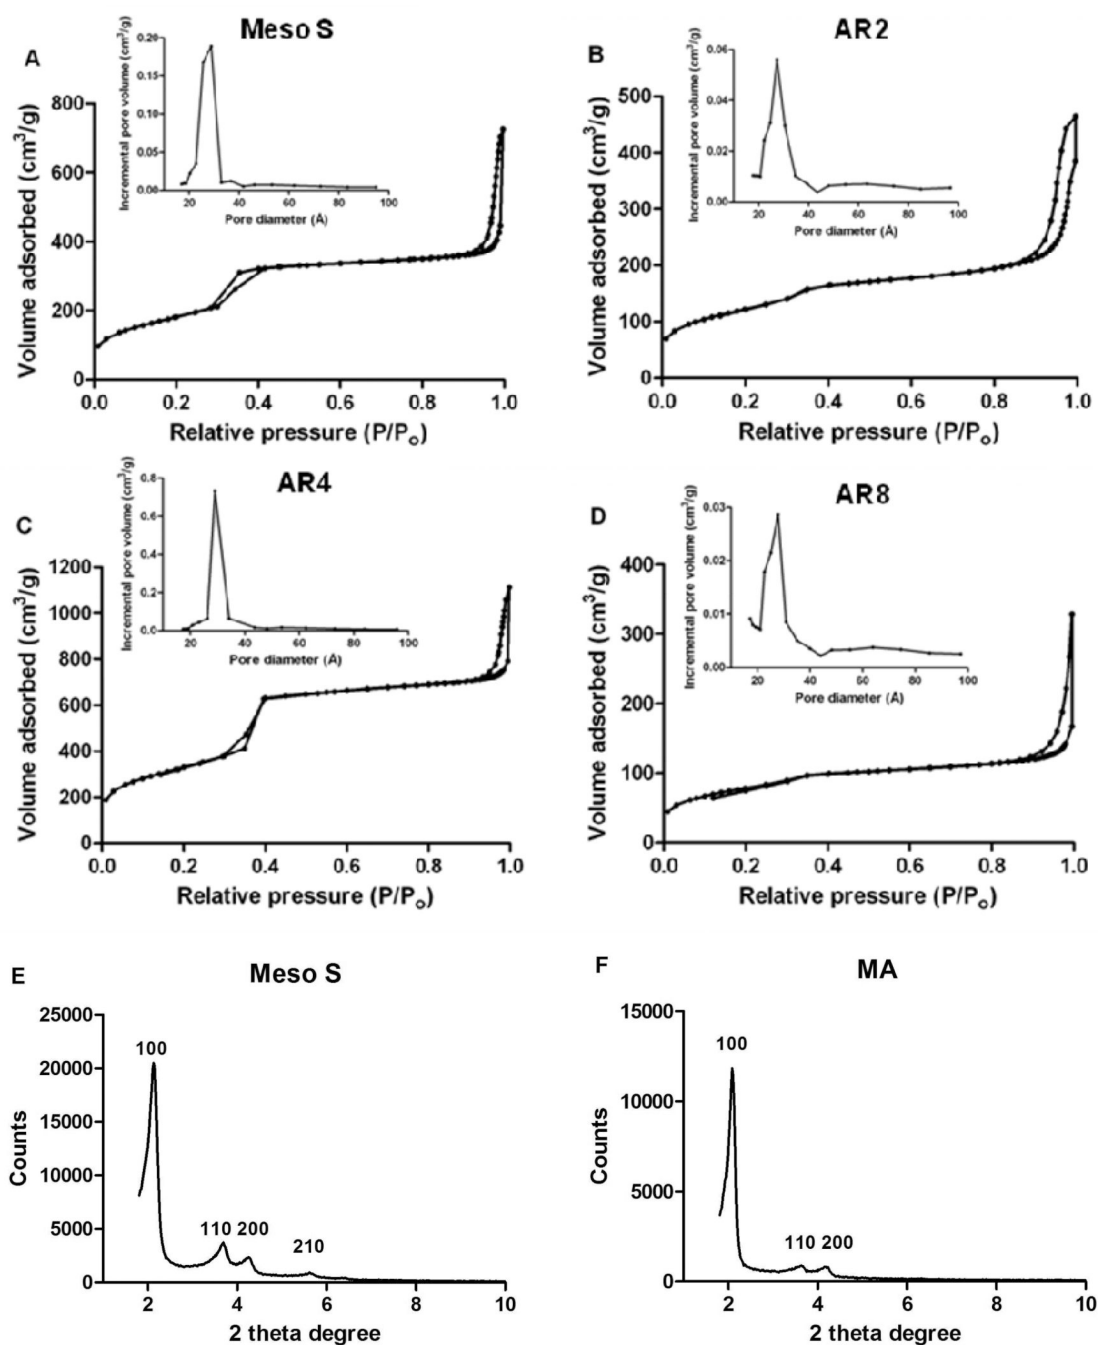 A
Meso S
Incremental pore volume (cm³/g)
0.20
0.15
0.10
0.05
0.00
20 40 60 80 100
Pore diameter (Å)
Volume adsorbed (cm³/g)
800
600
400
200
0
0.0 0.2 0.4 0.6 0.8 1.0
Relative pressure (P/Pₒ)
B
AR2
Incremental pore volume (cm³/g)
0.06
0.04
0.02
0.00
20 40 60 80 100
Pore diameter (Å)
Volume adsorbed (cm³/g)
500
400
300
200
100
0
0.0 0.2 0.4 0.6 0.8 1.0
Relative pressure (P/Pₒ)
C
AR4
Incremental pore volume (cm³/g)
0.8
0.6
0.4
0.2
0.0
20 40 60 80 100
Pore diameter (Å)
Volume adsorbed (cm³/g)
1200
1000
800
600
400
200
0
0.0 0.2 0.4 0.6 0.8 1.0
Relative pressure (P/Pₒ)
D
AR8
Incremental pore volume (cm³/g)
0.03
0.02
0.01
0.00
20 40 60 80 100
Pore diameter (Å)
Volume adsorbed (cm³/g)
400
300
200
100
0
0.0 0.2 0.4 0.6 0.8 1.0
Relative pressure (P/Pₒ)
E
Meso S
Counts
25000
20000
15000
10000
5000
0
100
110 200
210
2 4 6 8 10
2 theta degree
F
MA
Counts
15000
10000
5000
0
100
110 200
2 4 6 8 10
2 theta degree